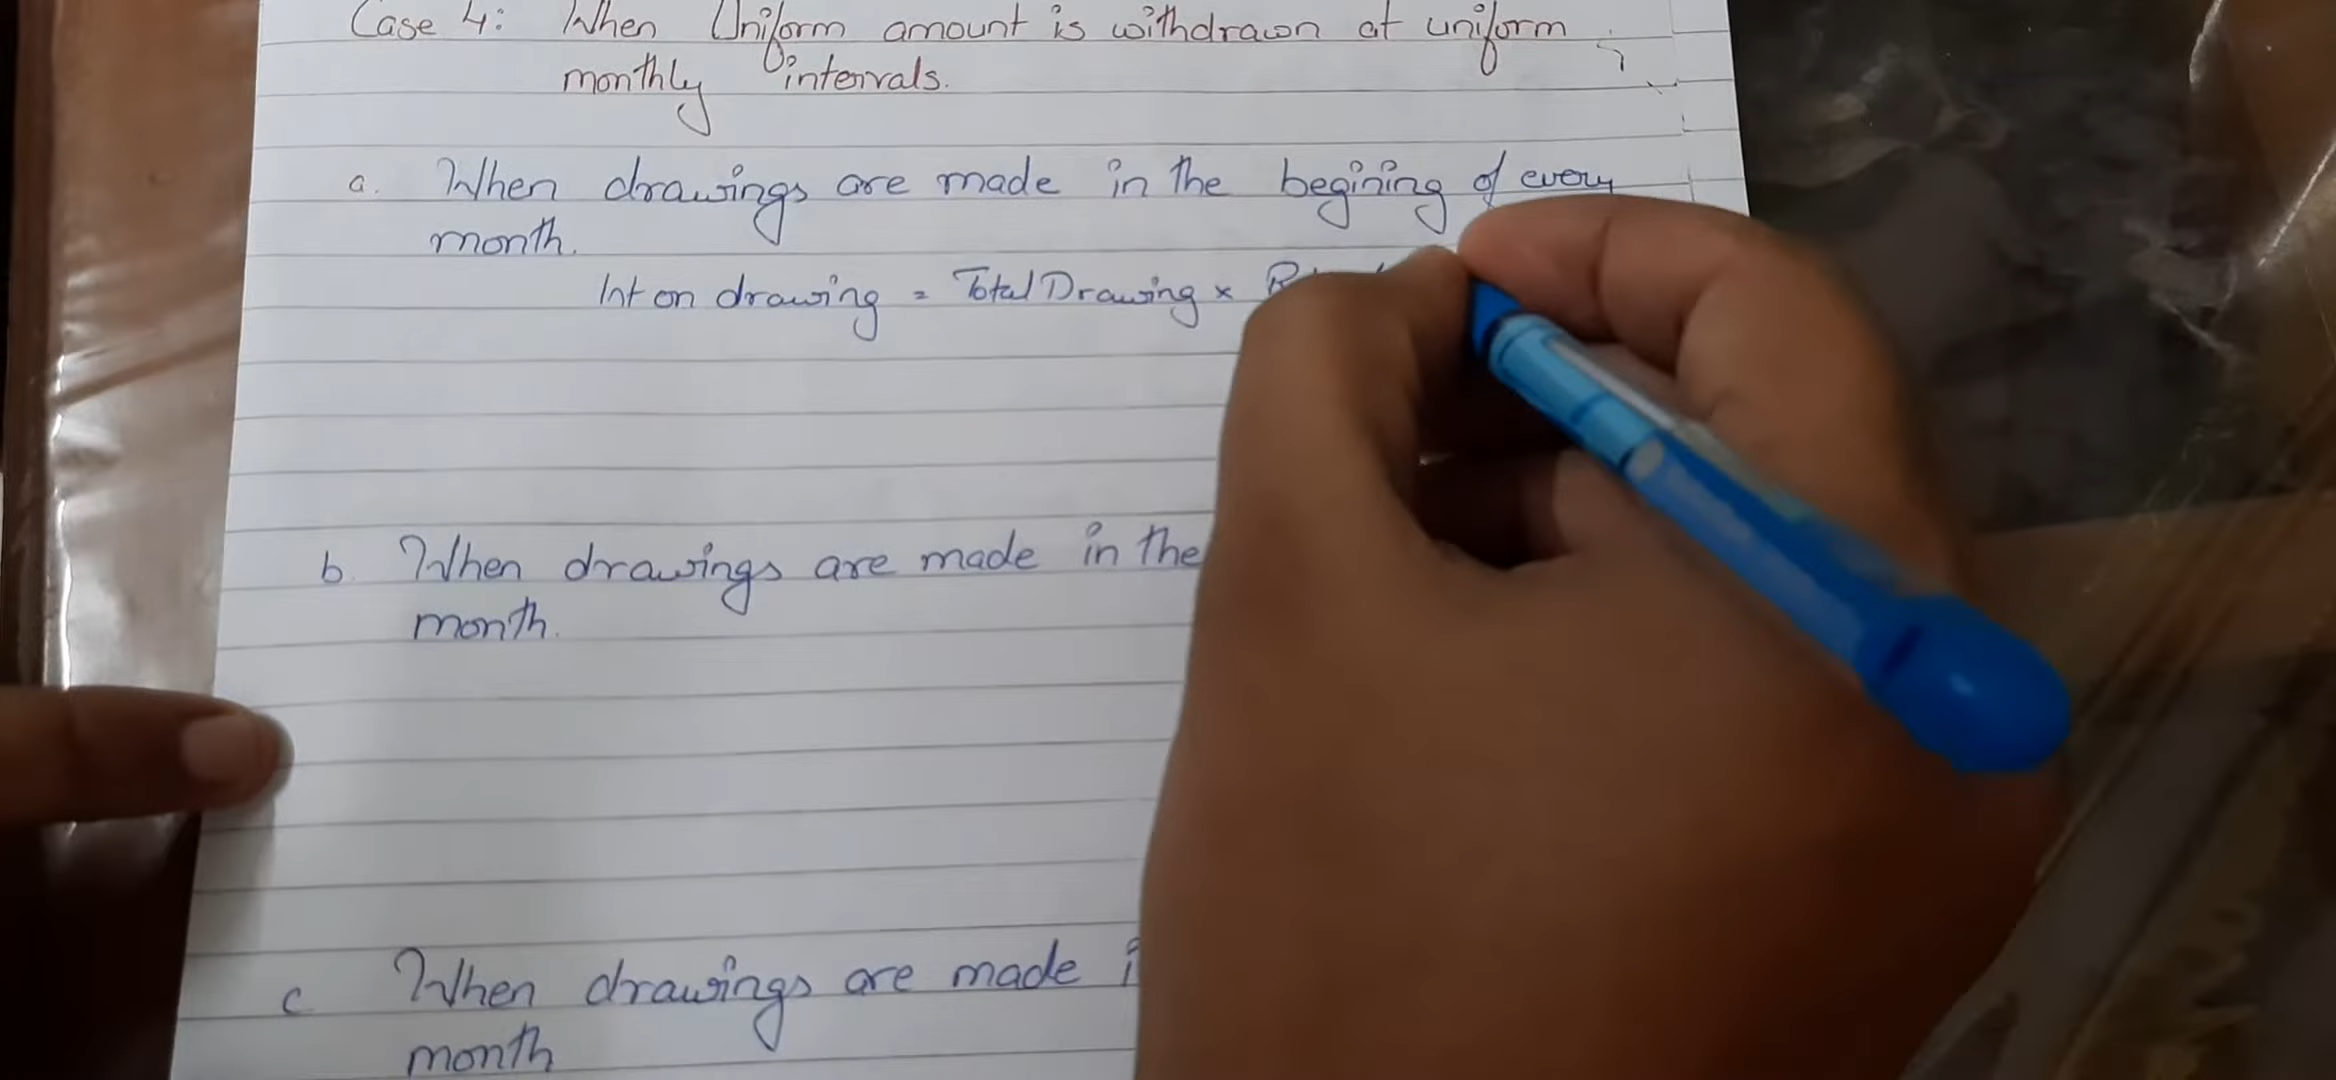 Case 4: When Uniform amount is withdrawn at uniform
monthly intervals.
a. When drawings are made in the begining of every
month.
Int on drawing = Total Drawing ×
b. When drawings are made in the
month.
c When drawings are made
month